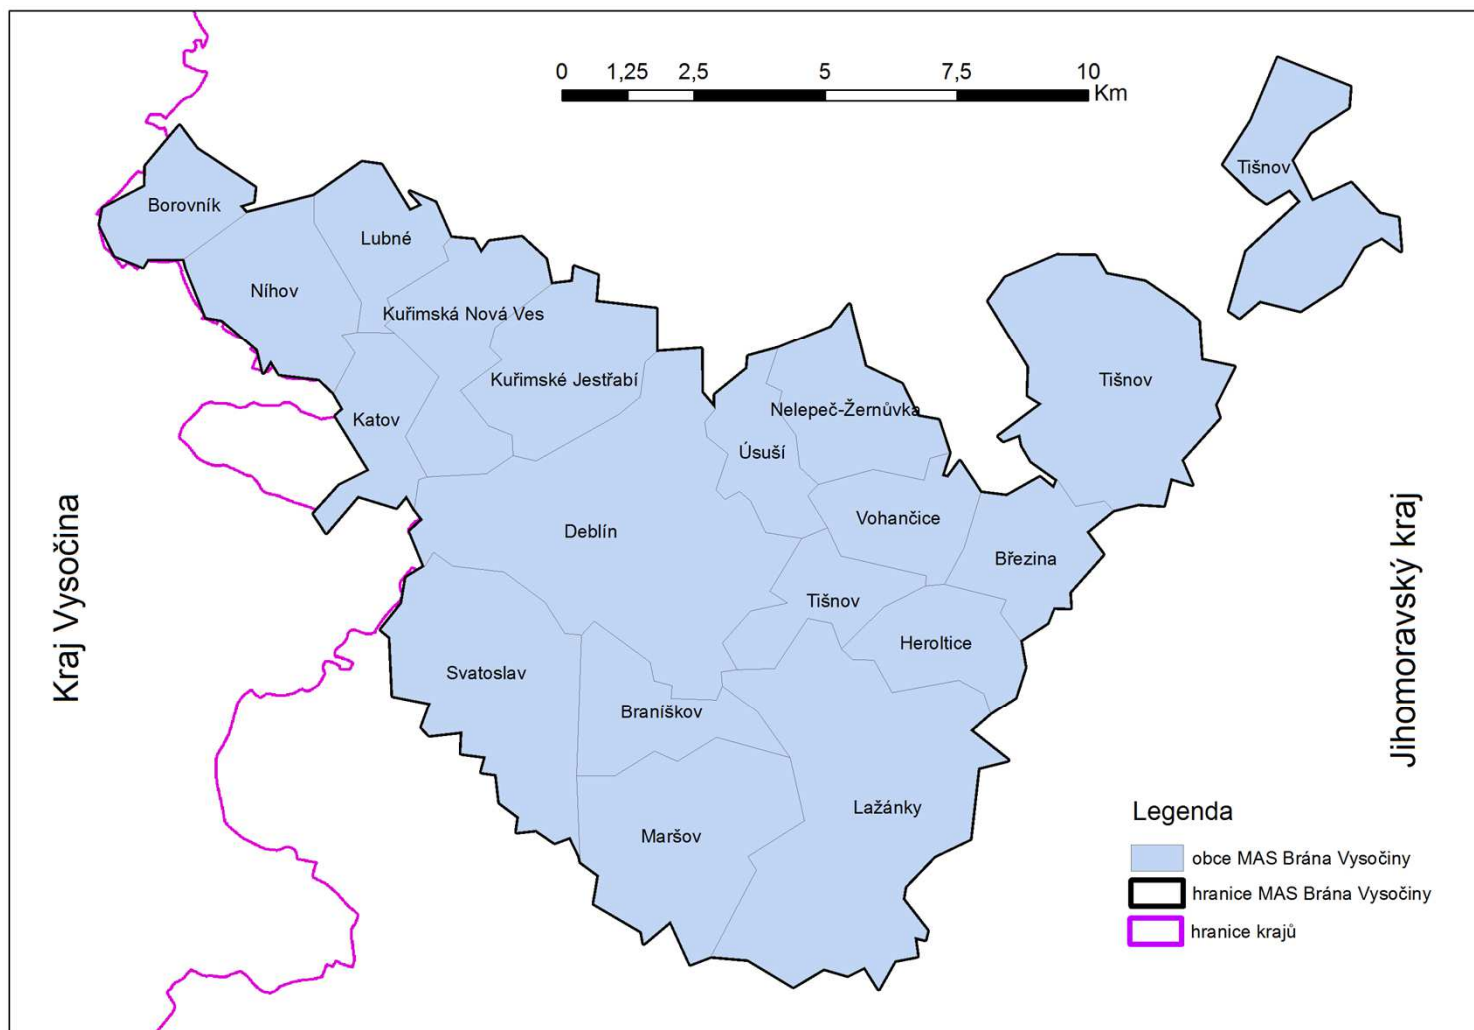 0 1,25 2,5 5 7,5 10
Km
Tišnov
Borovník
Lubné
Níhov
Kuřimská Nová Ves
Kuřimské Jestřabí
Tišnov
Katov
Nelepeč-Žernůvka
Úsuší
Vohančice
Deblín
Březina
Tišnov
Heroltice
Svatoslav
Braníškov
Lažánky
Maršov
Kraj Vysočina
Jihomoravský kraj
Legenda
obce MAS Brána Vysočiny
hranice MAS Brána Vysočiny
hranice krajů